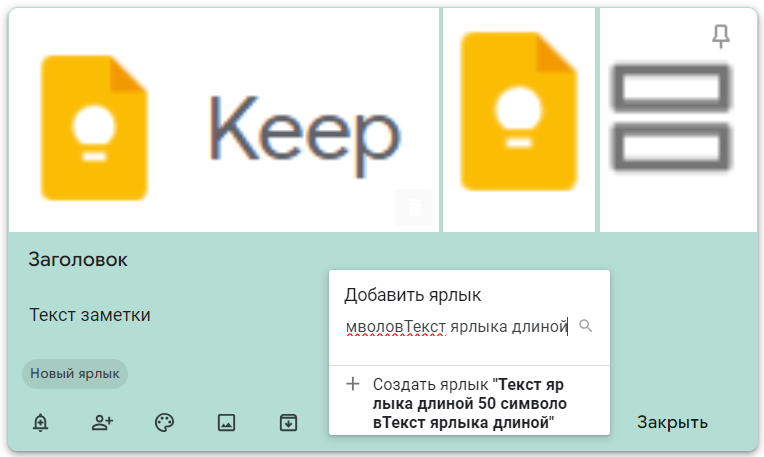 Keep
Заголовок
Текст заметки
Новый ярлык
Добавить ярлык
мволовТекст ярлыка длиной
Создать ярлык "Текст яр
лыка длиной 50 символо
вТекст ярлыка длиной"
Закрыть